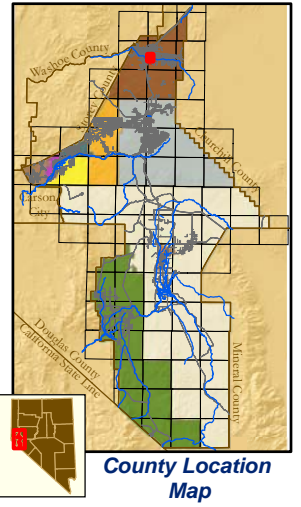 Washoe County
Storey County
Churchill County
Carson
City
Douglas County
California State Line
Mineral County
County Location
Map